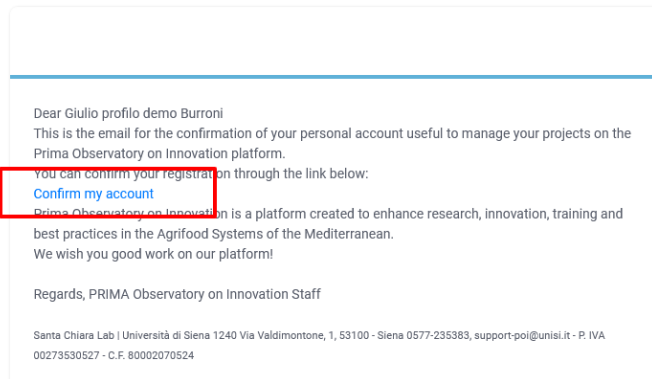 Dear Giulio profilo demo Burroni
This is the email for the confirmation of your personal account useful to manage your projects on the
Prima Observatory on Innovation platform.
You can confirm your registration through the link below:
Confirm my account
Prima Observatory on Innovation is a platform created to enhance research, innovation, training and
best practices in the Agrifood Systems of the Mediterranean.
We wish you good work on our platform!
Regards, PRIMA Observatory on Innovation Staff
Santa Chiara Lab | Università di Siena 1240 Via Valdimontone, 1, 53100 - Siena 0577-235383, support-poi@unisi.it - P. IVA
00273530527 - C.F. 80002070524